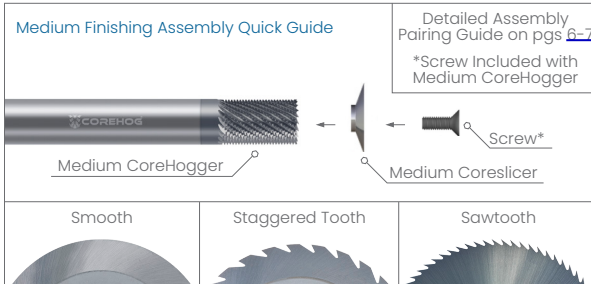 Medium Finishing Assembly Quick Guide
Detailed Assembly
Pairing Guide on pgs 6-7
*Screw Included with
Medium CoreHogger
COREHOG
Screw*
Medium CoreHogger
Medium Coreslicer
Smooth
Staggered Tooth
Sawtooth